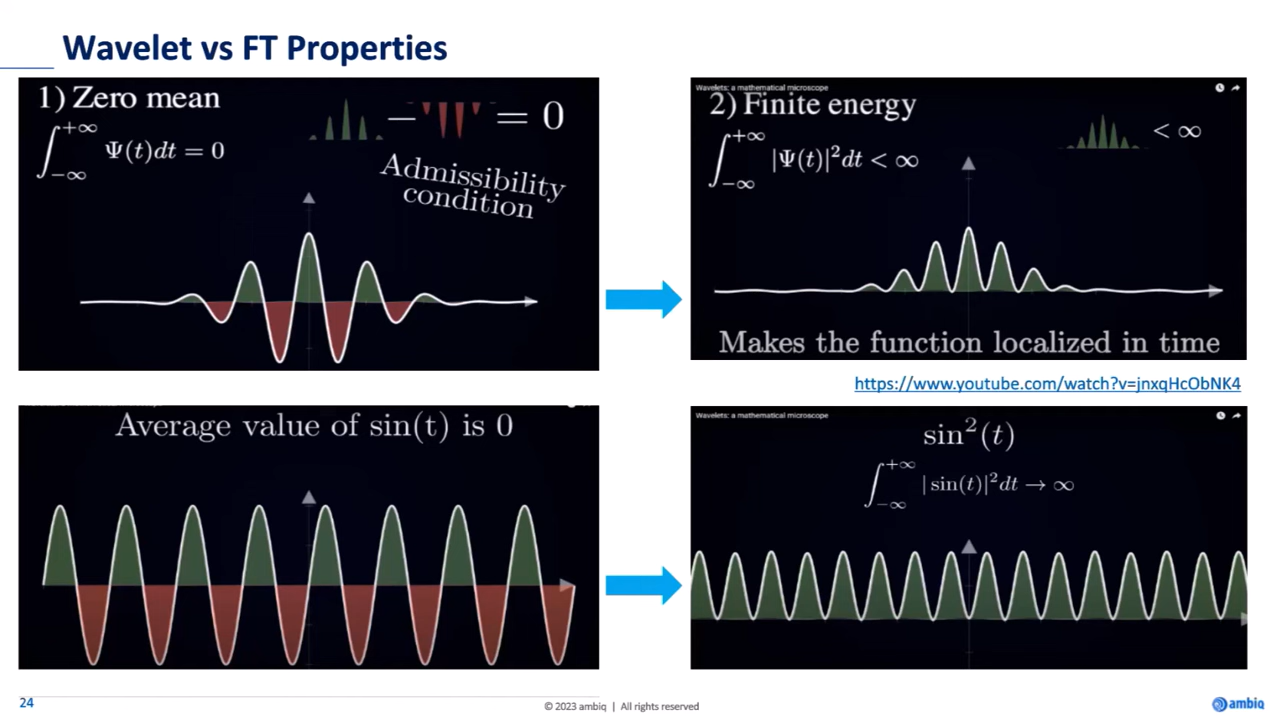 Wavelet vs FT Properties
1) Zero mean
∫_{-∞}^{+∞} Ψ(t)dt = 0
− = 0
Admissibility
condition
Wavelets: a mathematical microscope
2) Finite energy
∫_{-∞}^{+∞} |Ψ(t)|²dt < ∞
< ∞
Makes the function localized in time
https://www.youtube.com/watch?v=jnxqHcObNK4
Average value of sin(t) is 0
Wavelets: a mathematical microscope
sin²(t)
∫_{-∞}^{+∞} | sin(t)|²dt → ∞
24
© 2023 ambiq | All rights reserved
ambiq